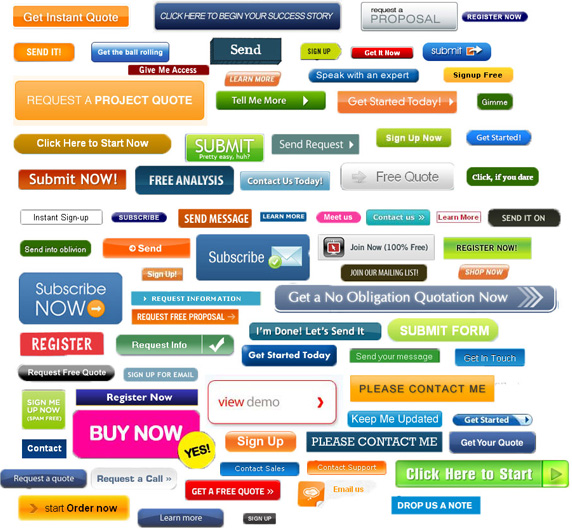 Get Instant Quote
CLICK HERE TO BEGIN YOUR SUCCESS STORY
request a
PROPOSAL
REGISTER NOW
SEND IT!
Get the ball rolling
Send
SIGN UP
Get It Now
submit
Give Me Access
LEARN MORE
Speak with an expert
Signup Free
REQUEST A PROJECT QUOTE
Tell Me More
Get Started Today!
Gimme
Click Here to Start Now
SUBMIT
Pretty easy, huh?
Send Request
Sign Up Now
Get Started!
Submit NOW!
FREE ANALYSIS
Contact Us Today!
Free Quote
Click, if you dare
Instant Sign-up
SUBSCRIBE
SEND MESSAGE
LEARN MORE
Meet us
Contact us »
Learn More
SEND IT ON
Send into oblivion
Send
Subscribe
Join Now (100% Free)
REGISTER NOW!
Sign Up!
JOIN OUR MAILING LIST!
SHOP NOW
Subscribe
NOW
REQUEST INFORMATION
REQUEST FREE PROPOSAL
Get a No Obligation Quotation Now
REGISTER
Request Info
I'm Done! Let's Send It
SUBMIT FORM
Get Started Today
Send your message
Get In Touch
Request Free Quote
SIGN UP FOR EMAIL
view demo
PLEASE CONTACT ME
SIGN ME
UP NOW
(SPAM FREE)
Register Now
BUY NOW
YES!
Keep Me Updated
Get Started
Contact
Sign Up
PLEASE CONTACT ME
Get Your Quote
Request a quote
Request a Call »
Contact Sales
Contact Support
Click Here to Start
GET A FREE QUOTE »
Email us
DROP US A NOTE
start Order now
Learn more
SIGN UP